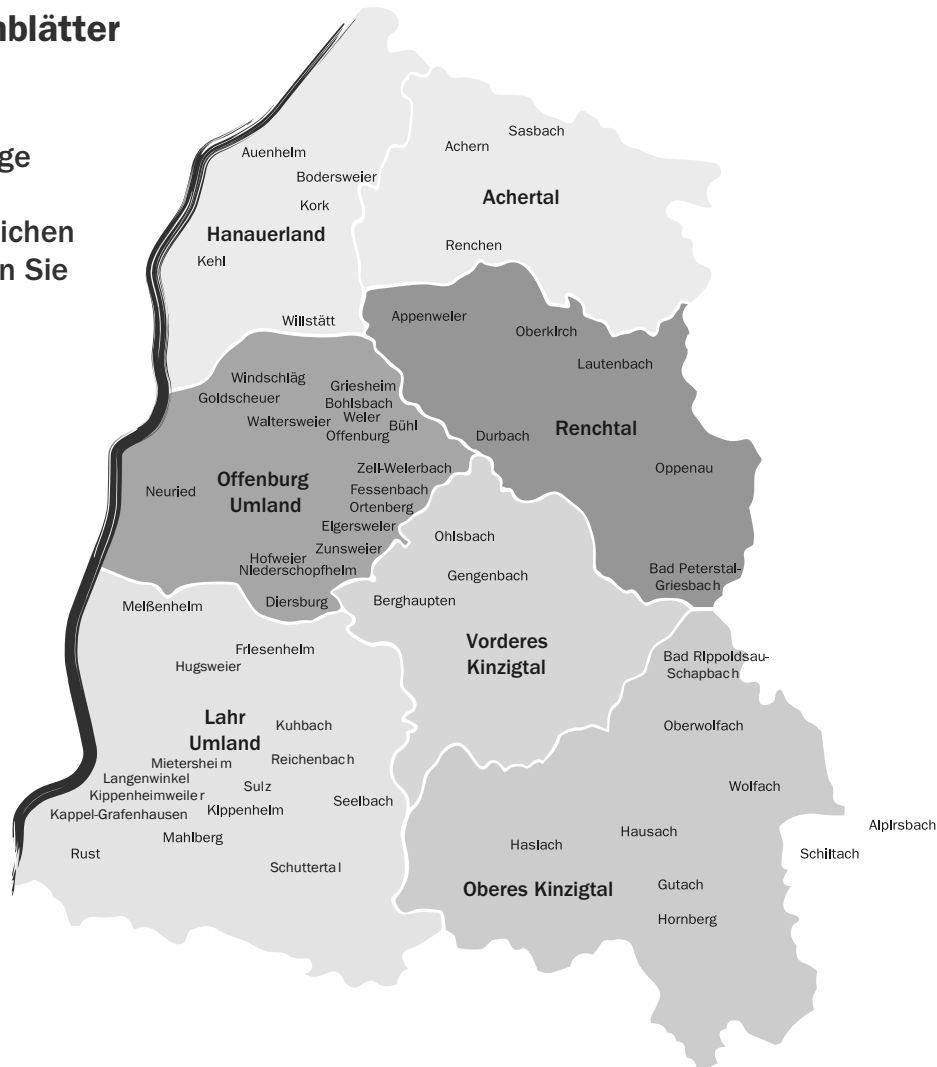 nblätter
ge
ichen
n Sie
Auenheim
Bodersweier
Kork
Hanauerland
Kehl
Willstätt
Sasbach
Achern
Achertal
Renchen
Appenweier
Oberkirch
Lautenbach
Durbach
Renchtal
Oppenau
Bad Peterstal-
Griesbach
Windschläg
Griesheim
Goldscheuer
Bohlsbach
Waltersweier
Weier
Bühl
Offenburg
Zell-Weierbach
Offenburg
Umland
Neuried
Fessenbach
Ortenberg
Elgersweier
Zunsweier
Hofweier
Niederschopfheim
Diersburg
Ohlsbach
Gengenbach
Berghaupten
Vorderes
Kinzigtal
Meißenheim
Friesenheim
Hugsweier
Lahr
Umland
Kuhbach
Mietersheim
Reichenbach
Langenwinkel
Sulz
Kippenheimweiler
Seelbach
Kappel-Grafenhausen
Kippenheim
Mahlberg
Rust
Schuttertal
Bad Rippoldsau-
Schapbach
Oberwolfach
Wolfach
Alpirsbach
Hausach
Haslach
Schiltach
Oberes Kinzigtal
Gutach
Hornberg